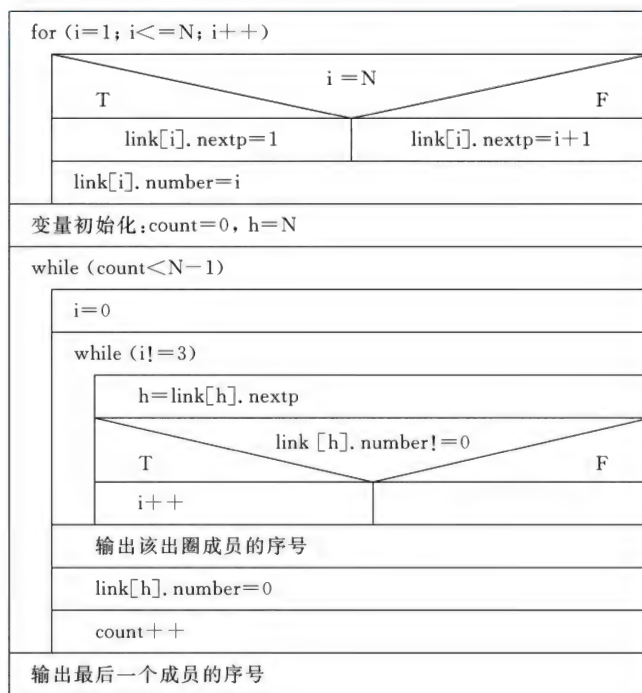 for (i=1; i<=N; i++)
i=N
T
F
link[i].nextp=1
link[i].nextp=i+1
link[i].number=i
变量初始化:count=0, h=N
while (count<N-1)
i=0
while (i!=3)
h=link[h].nextp
link [h].number!=0
T
F
i++
输出该出圈成员的序号
link[h].number=0
count++
输出最后一个成员的序号